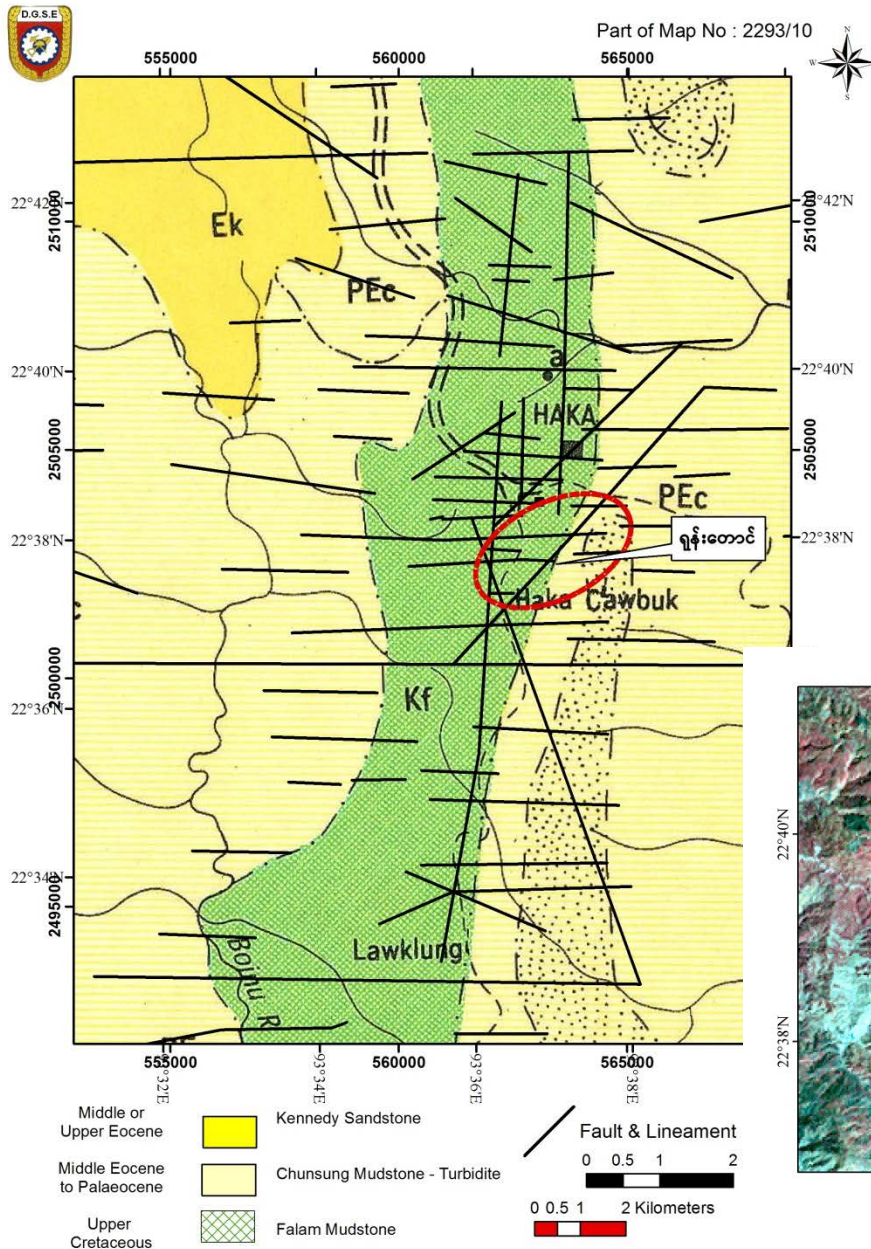 D.G.S.E
Part of Map No : 2293/10
N
W E
S
555000 560000 565000
22°42'N
2510000
22°42'N
2510000
Ek
PEc
22°40'N
22°40'N
a
HAKA
2505000
2505000
PEc
22°38'N
22°38'N
ရှုန်းတောင်
Haka Cawbuk
2500000
Kf
22°36'N
22°40'N
22°34'N
2495000
Lawklung
Boinu R
22°38'N
555000 560000 565000
93°32'E 93°34'E 93°36'E 93°38'E
Middle or
Upper Eocene
Kennedy Sandstone
Fault & Lineament
Middle Eocene
to Palaeocene
Chunsung Mudstone - Turbidite
0 0.5 1 2
0 0.5 1 2 Kilometers
Upper
Cretaceous
Falam Mudstone